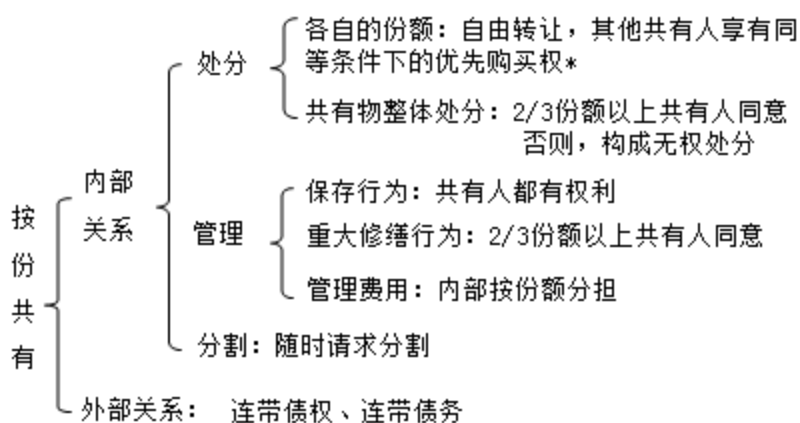 各自的份额：自由转让，其他共有人享有同
等条件下的优先购买权*
处分
共有物整体处分：2/3份额以上共有人同意
否则，构成无权处分
内部
关系
保存行为：共有人都有权利
管理
重大修缮行为：2/3份额以上共有人同意
管理费用：内部按份额分担
按
份
共
有
分割：随时请求分割
外部关系： 连带债权、连带债务